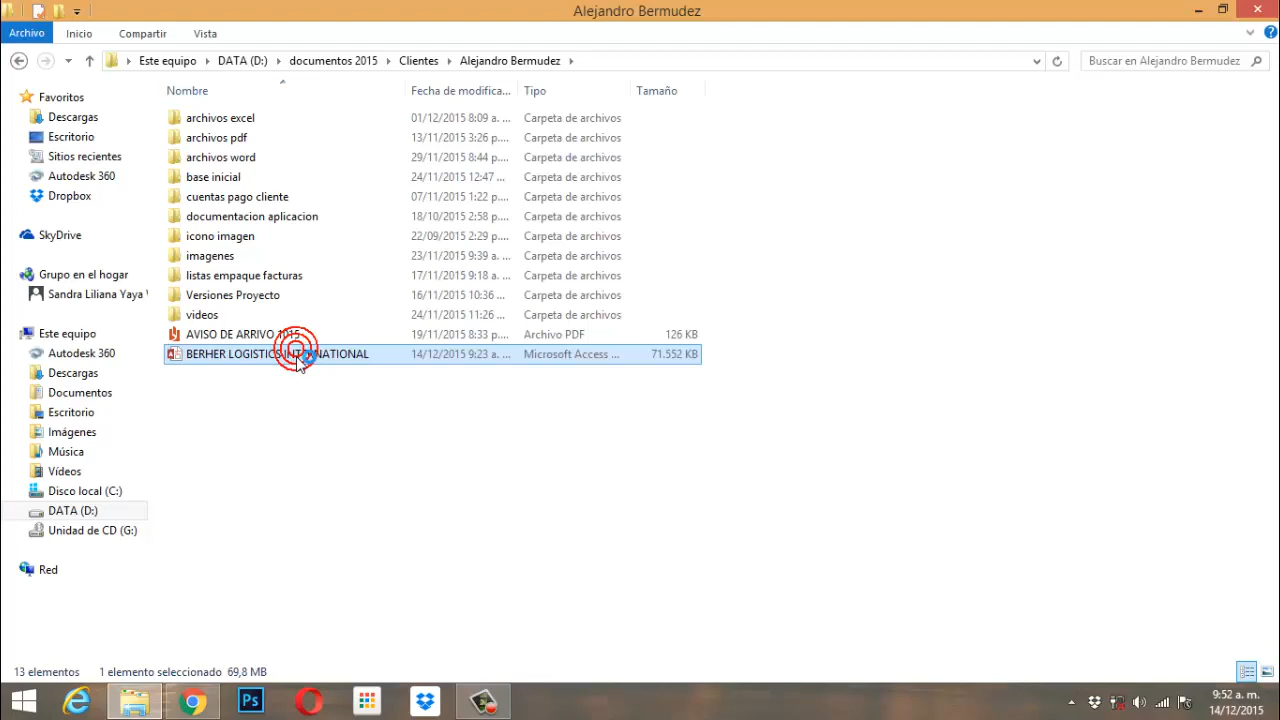 Alejandro Bermudez
Archivo Inicio Compartir Vista
Este equipo DATA (D:) documentos 2015 Clientes Alejandro Bermudez Buscar en Alejandro Bermudez
Nombre Fecha de modifica... Tipo Tamaño
Favoritos
Descargas
Escritorio
Sitios recientes
Autodesk 360
Dropbox
SkyDrive
Grupo en el hogar
Sandra Liliana Yaya
Este equipo
Autodesk 360
Descargas
Documentos
Escritorio
Imágenes
Música
Vídeos
Disco local (C:)
DATA (D:)
Unidad de CD (G:)
Red
archivos excel 01/12/2015 8:09 a. ... Carpeta de archivos
archivos pdf 13/11/2015 3:26 p.... Carpeta de archivos
archivos word 29/11/2015 8:44 p.... Carpeta de archivos
base inicial 24/11/2015 12:47 ... Carpeta de archivos
cuentas pago cliente 07/11/2015 1:22 p.... Carpeta de archivos
documentacion aplicacion 18/10/2015 2:58 p.... Carpeta de archivos
icono imagen 22/09/2015 2:29 p.... Carpeta de archivos
imagenes 23/11/2015 9:39 a. ... Carpeta de archivos
listas empaque facturas 17/11/2015 9:18 a. ... Carpeta de archivos
Versiones Proyecto 16/11/2015 10:36 ... Carpeta de archivos
videos 24/11/2015 11:26 ... Carpeta de archivos
AVISO DE ARRIVO 1015 19/11/2015 8:33 p.... Archivo PDF 126 KB
BERHER LOGISTICS 14/12/2015 9:23 a. ... Microsoft Access ... 71.552 KB
13 elementos 1 elemento seleccionado 69,8 MB
Ps
9:52 a. m.
14/12/2015